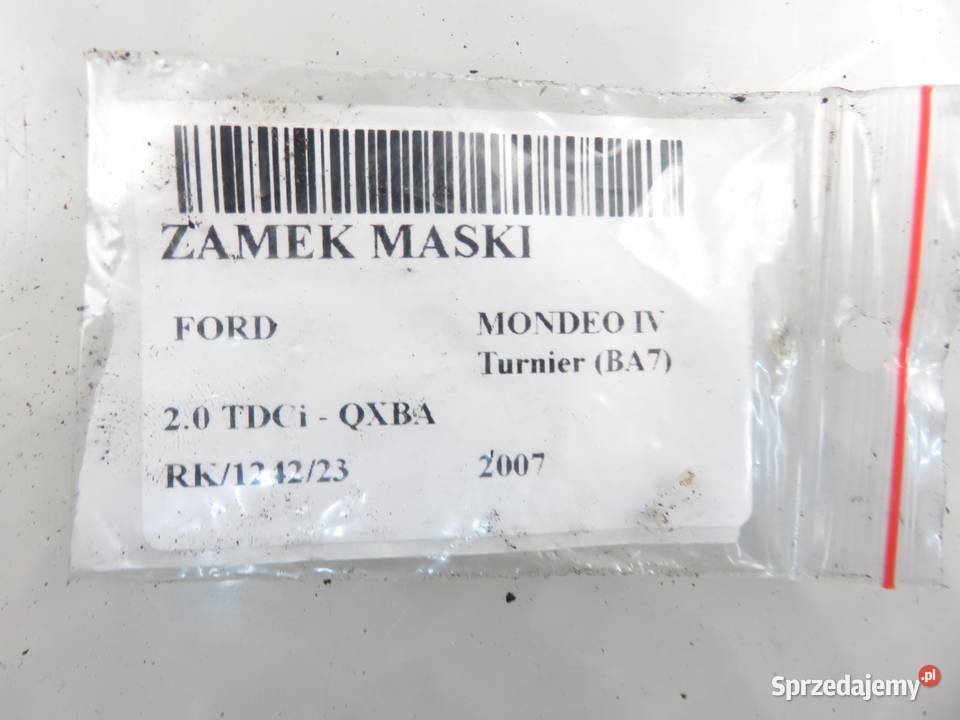 ZAMEK MASKI
FORD MONDEO IV
Turnier (BA7)
2.0 TDCi - QXBA
RK/1242/23 2007
Sprzedajemy.pl